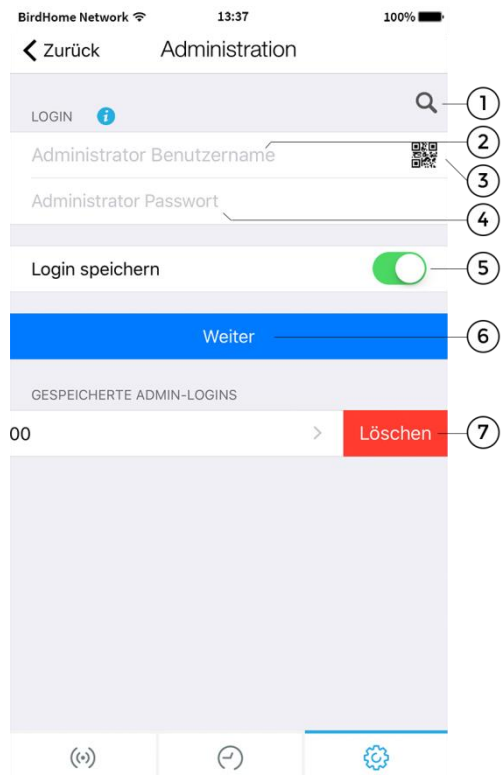 BirdHome Network 13:37 100%
Zurück Administration
1
LOGIN i
2
Administrator Benutzername
3
Administrator Passwort
4
Login speichern 5
Weiter 6
GESPEICHERTE ADMIN-LOGINS
00 Löschen 7